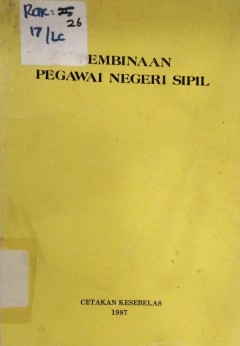 Rak: 25
26
17/LC
PEMBINAAN
PEGAWAI NEGERI SIPIL
CETAKAN KESEBELAS
1987